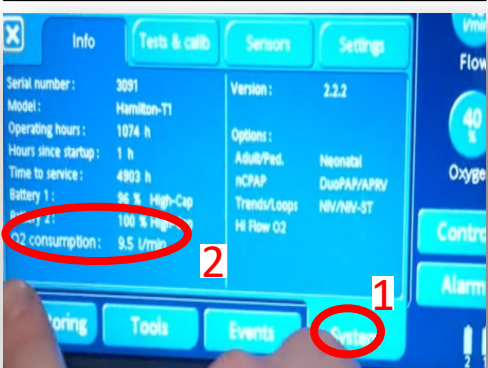 X Info Tests & calib Sensors Settings
l/min
Flow
Serial number: 3091
Model: Hamilton-T1
Operating hours: 1074 h
Hours since startup: 1 h
Time to service: 4903 h
Battery 1: 96 % High-Cap
100 %
O2 consumption: 9.5 l/min
Version: 2.2.2
Options:
Adult/Ped. Neonatal
nCPAP DuoPAP/APRV
Trends/Loops NIV/NIV-ST
Hi Flow O2
40
%
Oxyge
Contro
Alarm
2
1
toring Tools Events System
2